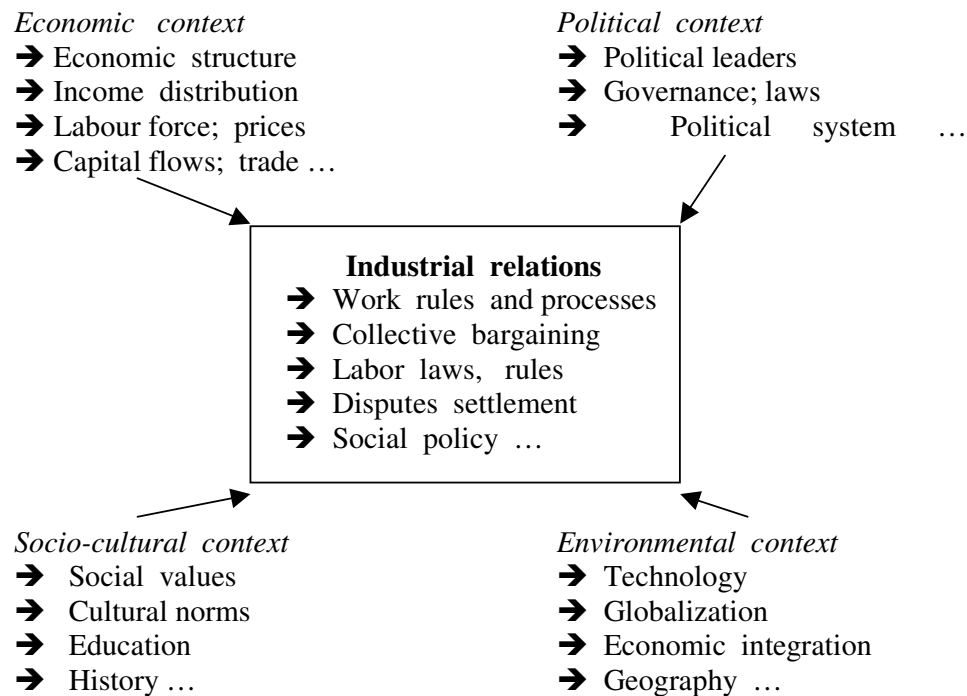 Economic context
➔ Economic structure
➔ Income distribution
➔ Labour force; prices
➔ Capital flows; trade …
Political context
➔ Political leaders
➔ Governance; laws
➔ Political system …
Industrial relations
➔ Work rules and processes
➔ Collective bargaining
➔ Labor laws, rules
➔ Disputes settlement
➔ Social policy …
Socio-cultural context
➔ Social values
➔ Cultural norms
➔ Education
➔ History …
Environmental context
➔ Technology
➔ Globalization
➔ Economic integration
➔ Geography …